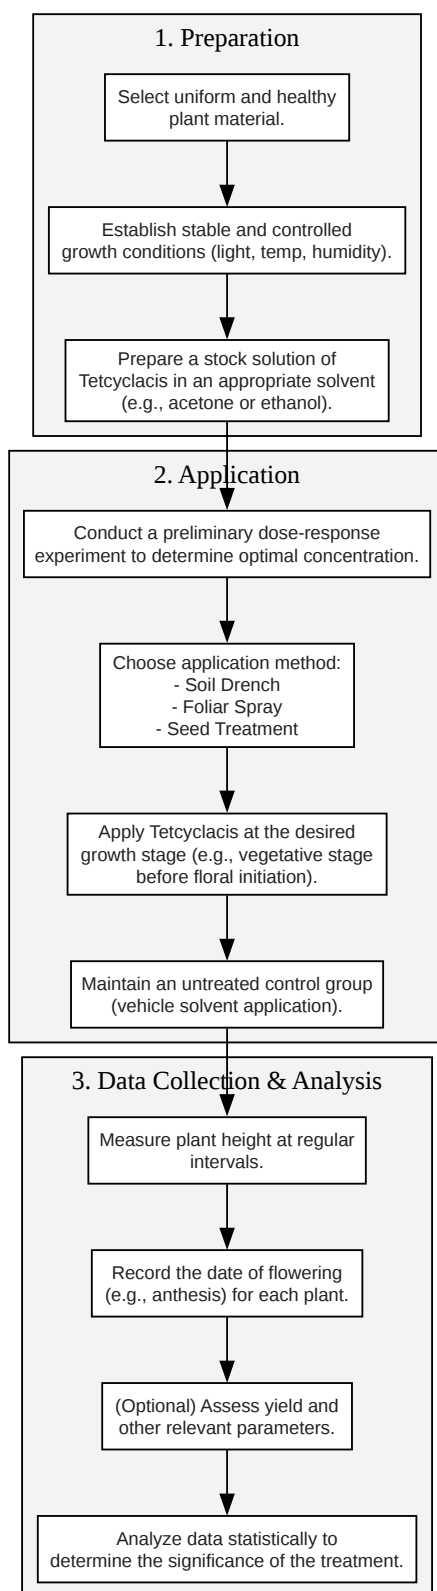 1. Preparation
Select uniform and healthy
plant material.
Establish stable and controlled
growth conditions (light, temp, humidity).
Prepare a stock solution of
Tetcyclacis in an appropriate solvent
(e.g., acetone or ethanol).
2. Application
Conduct a preliminary dose-response
experiment to determine optimal concentration.
Choose application method:
- Soil Drench
- Foliar Spray
- Seed Treatment
Apply Tetcyclacis at the desired
growth stage (e.g., vegetative stage
before floral initiation).
Maintain an untreated control group
(vehicle solvent application).
3. Data Collection & Analysis
Measure plant height at regular
intervals.
Record the date of flowering
(e.g., anthesis) for each plant.
(Optional) Assess yield and
other relevant parameters.
Analyze data statistically to
determine the significance of the treatment.